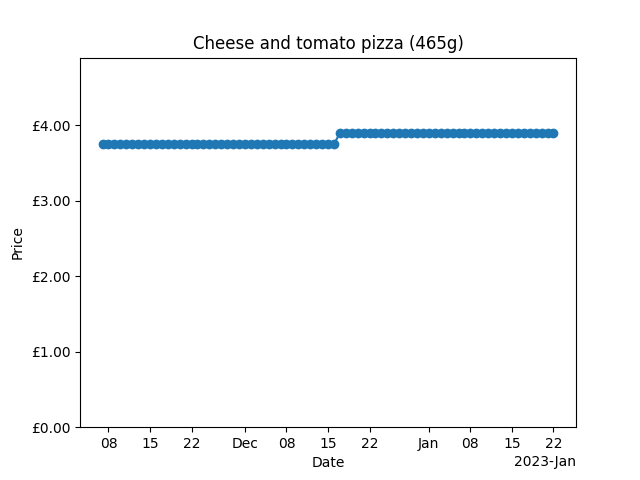 Cheese and tomato pizza (465g)
Price
£4.00
£3.00
£2.00
£1.00
£0.00
08 15 22 Dec 08 15 22 Jan 08 15 22
Date
2023-Jan